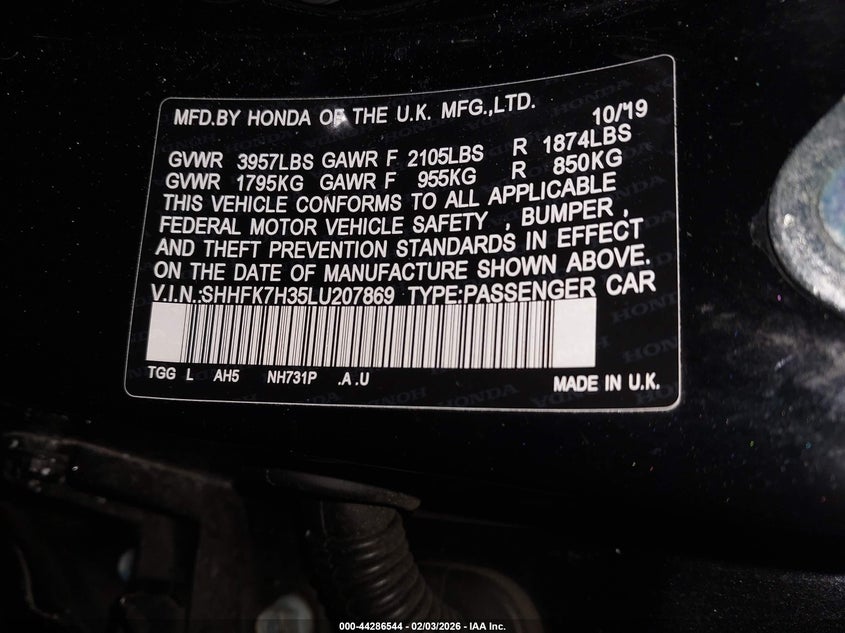 MFD.BY HONDA OF THE U.K. MFG.,LTD. 10/'19
GVWR 3957LBS GAWR F 2105LBS R 1874LBS
GVWR 1795KG GAWR F 955KG R 850KG
THIS VEHICLE CONFORMS TO ALL APPLICABLE
FEDERAL MOTOR VEHICLE SAFETY , BUMPER ,
AND THEFT PREVENTION STANDARDS IN EFFECT
ON THE DATE OF MANUFACTURE SHOWN ABOVE.
V.I.N.:SHHFK7H35LU207869 TYPE:PASSENGER CAR
TGG L AH5 NH731P .A .U MADE IN U.K.
000-44286544 - 02/03/2026 - IAA Inc.